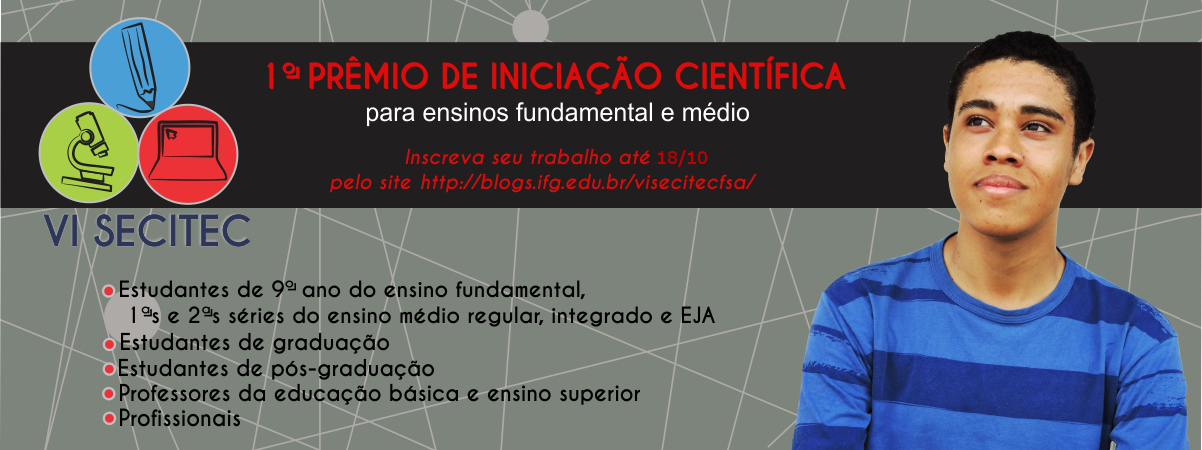 1ª PRÊMIO DE INICIAÇÃO CIENTÍFICA
para ensinos fundamental e médio
Inscreva seu trabalho até 18/10
pelo site http://blogs.ifg.edu.br/visecitecfsa/
VI SECITEC
Estudantes de 9º ano do ensino fundamental,
1ªs e 2ªs séries do ensino médio regular, integrado e EJA
Estudantes de graduação
Estudantes de pós-graduação
Professores da educação básica e ensino superior
Profissionais